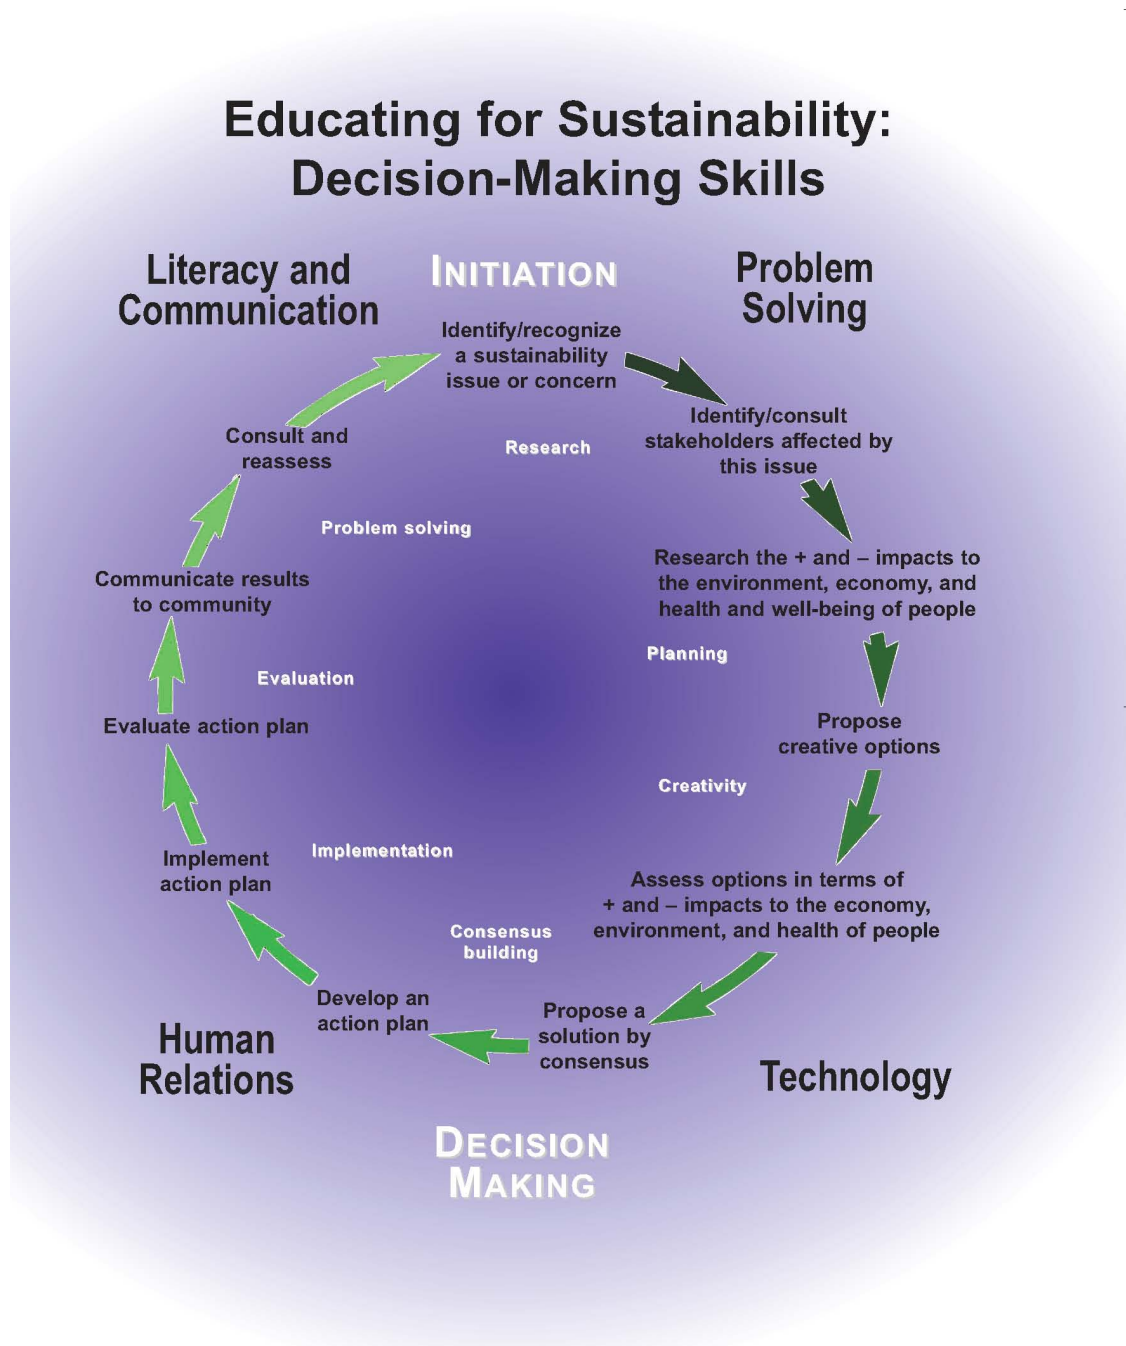 Educating for Sustainability:
Decision-Making Skills
Literacy and
Communication
INITIATION
Problem
Solving
Identify/recognize
a sustainability
issue or concern
Identify/consult
stakeholders affected by
this issue
Research the + and – impacts to
the environment, economy, and
health and well-being of people
Propose
creative options
Assess options in terms of
+ and – impacts to the economy,
environment, and health of people
Propose a
solution by
consensus
Develop an
action plan
Implement
action plan
Evaluate action plan
Communicate results
to community
Consult and
reassess
Research
Planning
Creativity
Consensus
building
Implementation
Evaluation
Problem solving
Human
Relations
Technology
DECISION
MAKING